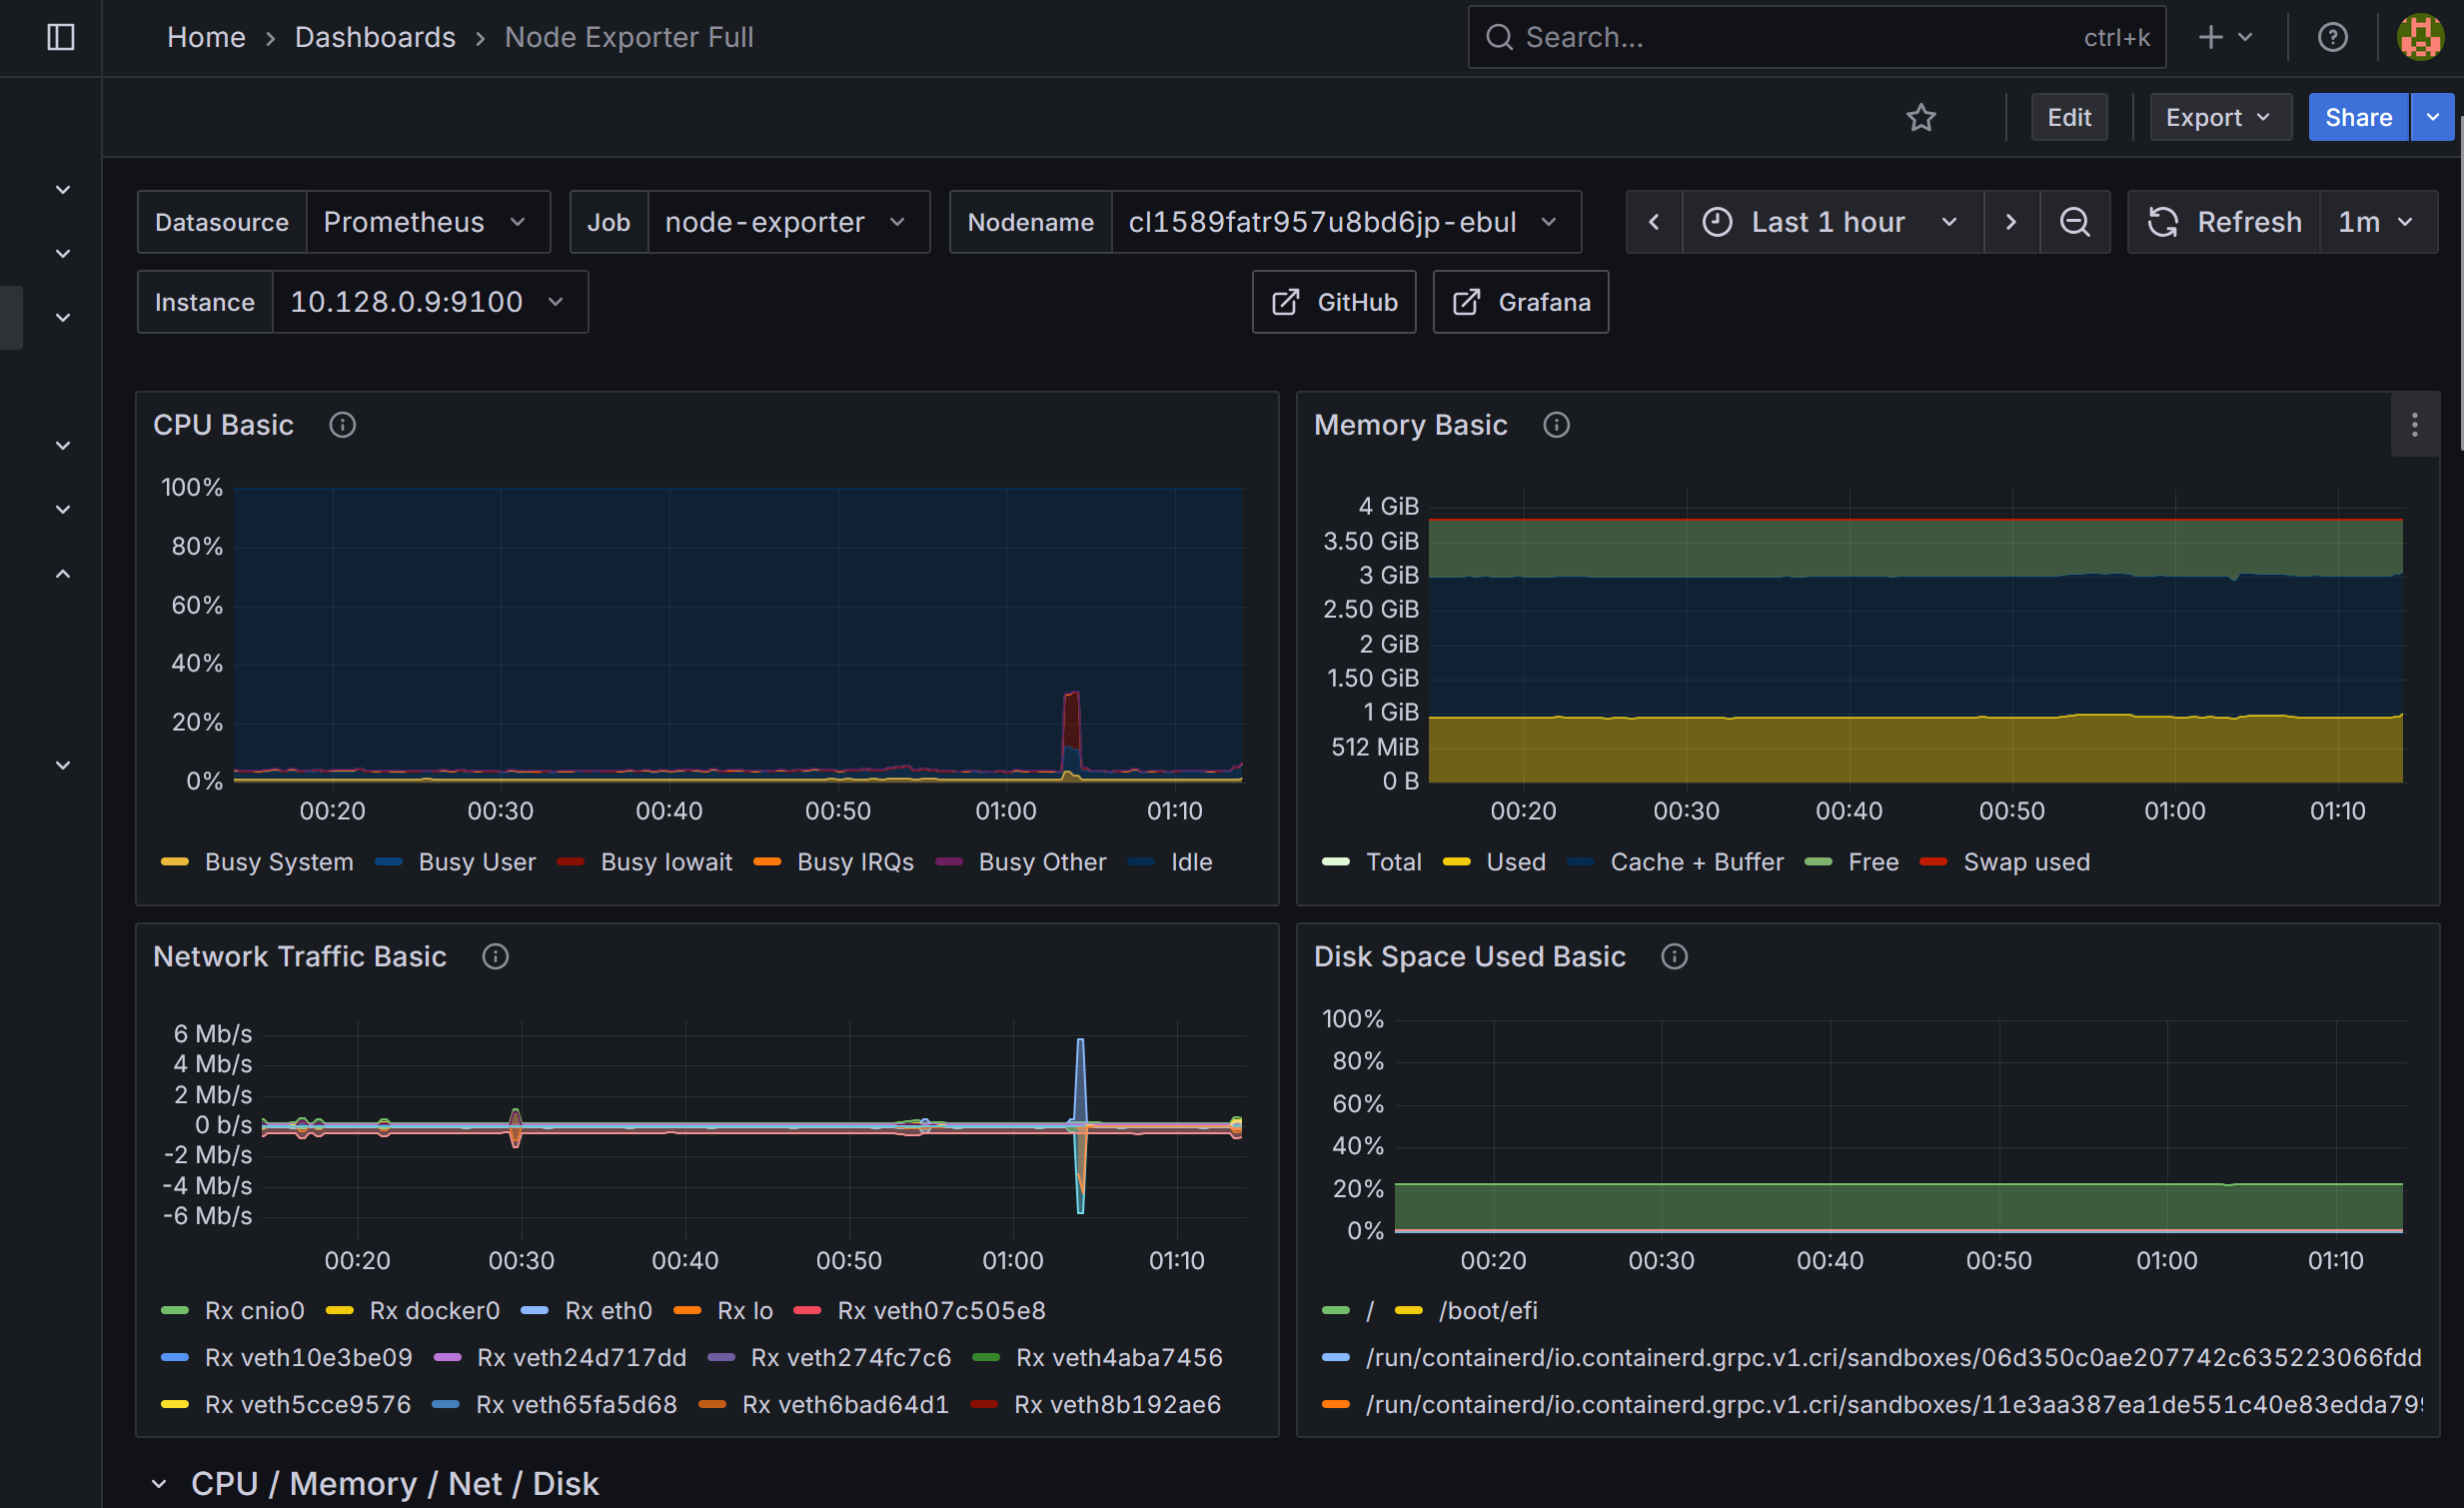 Home > Dashboards > Node Exporter Full Search... ctrl+k
Edit Export Share
Datasource Prometheus Job node-exporter Nodename cl1589fatr957u8bd6jp-ebul Last 1 hour Refresh 1m
Instance 10.128.0.9:9100 GitHub Grafana
CPU Basic
100%
80%
60%
40%
20%
0%
00:20 00:30 00:40 00:50 01:00 01:10
Busy System Busy User Busy Iowait Busy IRQs Busy Other Idle
Memory Basic
4 GiB
3.50 GiB
3 GiB
2.50 GiB
2 GiB
1.50 GiB
1 GiB
512 MiB
0 B
00:20 00:30 00:40 00:50 01:00 01:10
Total Used Cache + Buffer Free Swap used
Network Traffic Basic
6 Mb/s
4 Mb/s
2 Mb/s
0 b/s
-2 Mb/s
-4 Mb/s
-6 Mb/s
00:20 00:30 00:40 00:50 01:00 01:10
Rx cnio0 Rx docker0 Rx eth0 Rx lo Rx veth07c505e8
Rx veth10e3be09 Rx veth24d717dd Rx veth274fc7c6 Rx veth4aba7456
Rx veth5cce9576 Rx veth65fa5d68 Rx veth6bad64d1 Rx veth8b192ae6
Disk Space Used Basic
100%
80%
60%
40%
20%
0%
00:20 00:30 00:40 00:50 01:00 01:10
/ /boot/efi
/run/containerd/io.containerd.grpc.v1.cri/sandboxes/06d350c0ae207742c635223066fdd
/run/containerd/io.containerd.grpc.v1.cri/sandboxes/11e3aa387ea1de551c40e83edda79
CPU / Memory / Net / Disk